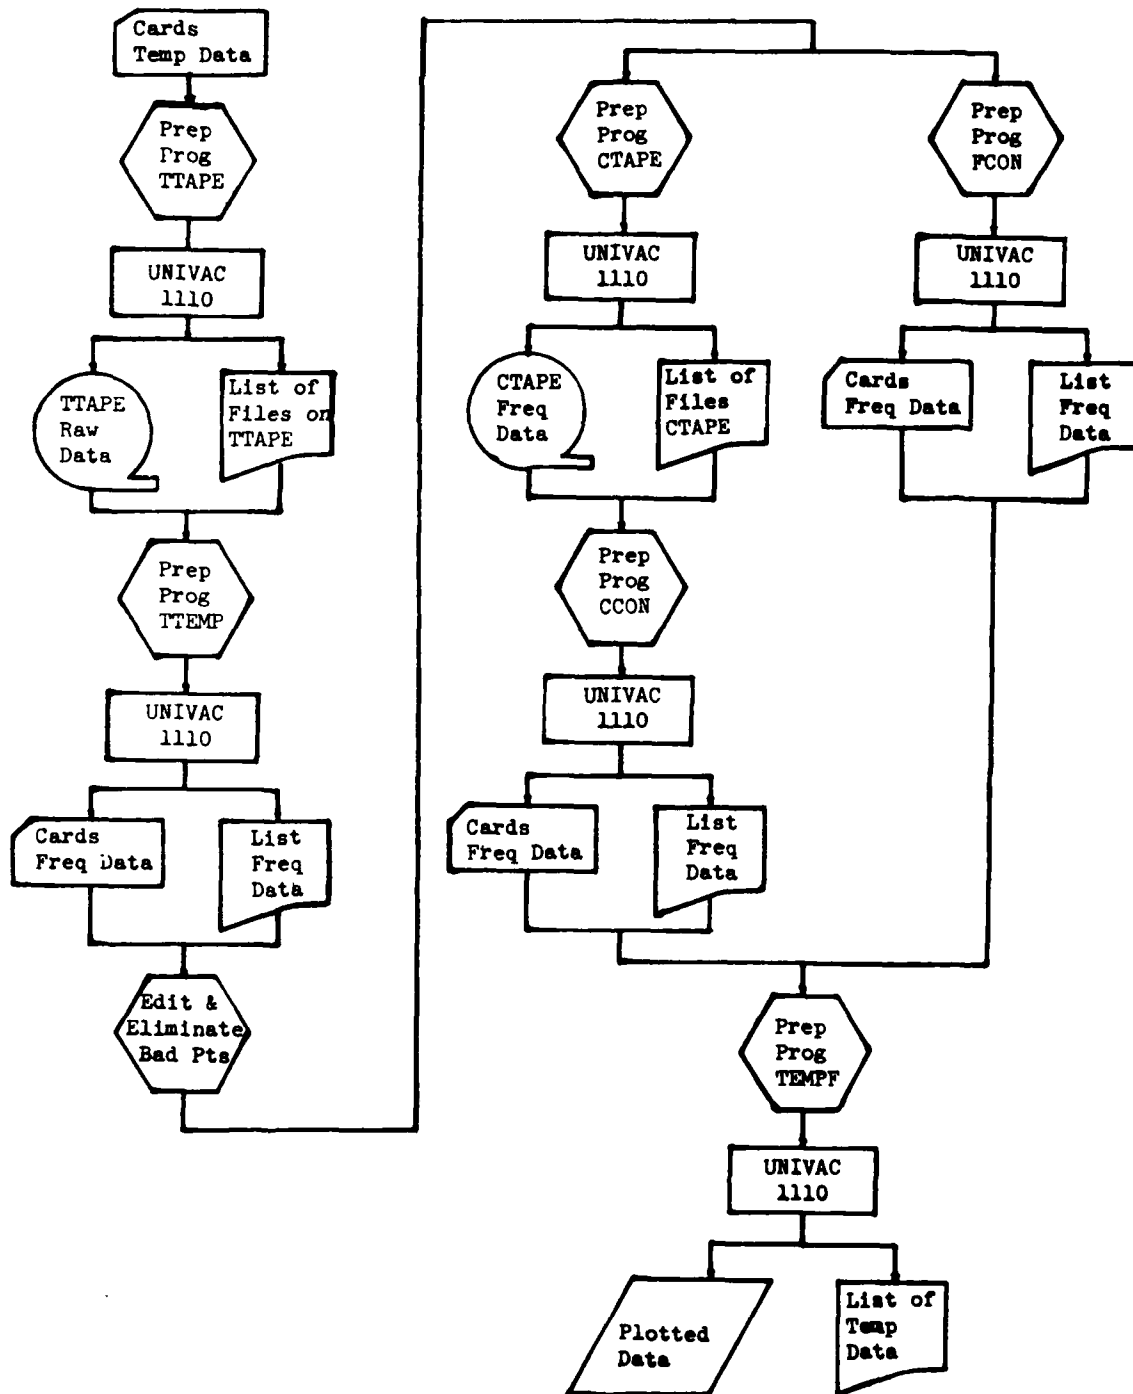 Cards
Temp Data
Prep
Prog
TTAPE
UNIVAC
1110
TTAPE
Raw
Data
List of
Files on
TTAPE
Prep
Prog
TTEMP
UNIVAC
1110
Cards
Freq Data
List
Freq
Data
Edit &
Eliminate
Bad Pts
Prep
Prog
CTAPE
UNIVAC
1110
CTAPE
Freq
Data
List of
Files
CTAPE
Prep
Prog
CCON
UNIVAC
1110
Cards
Freq Data
List
Freq
Data
Prep
Prog
FCON
UNIVAC
1110
Cards
Freq Data
List
Freq
Data
Prep
Prog
TEMPF
UNIVAC
1110
Plotted
Data
List of
Temp
Data